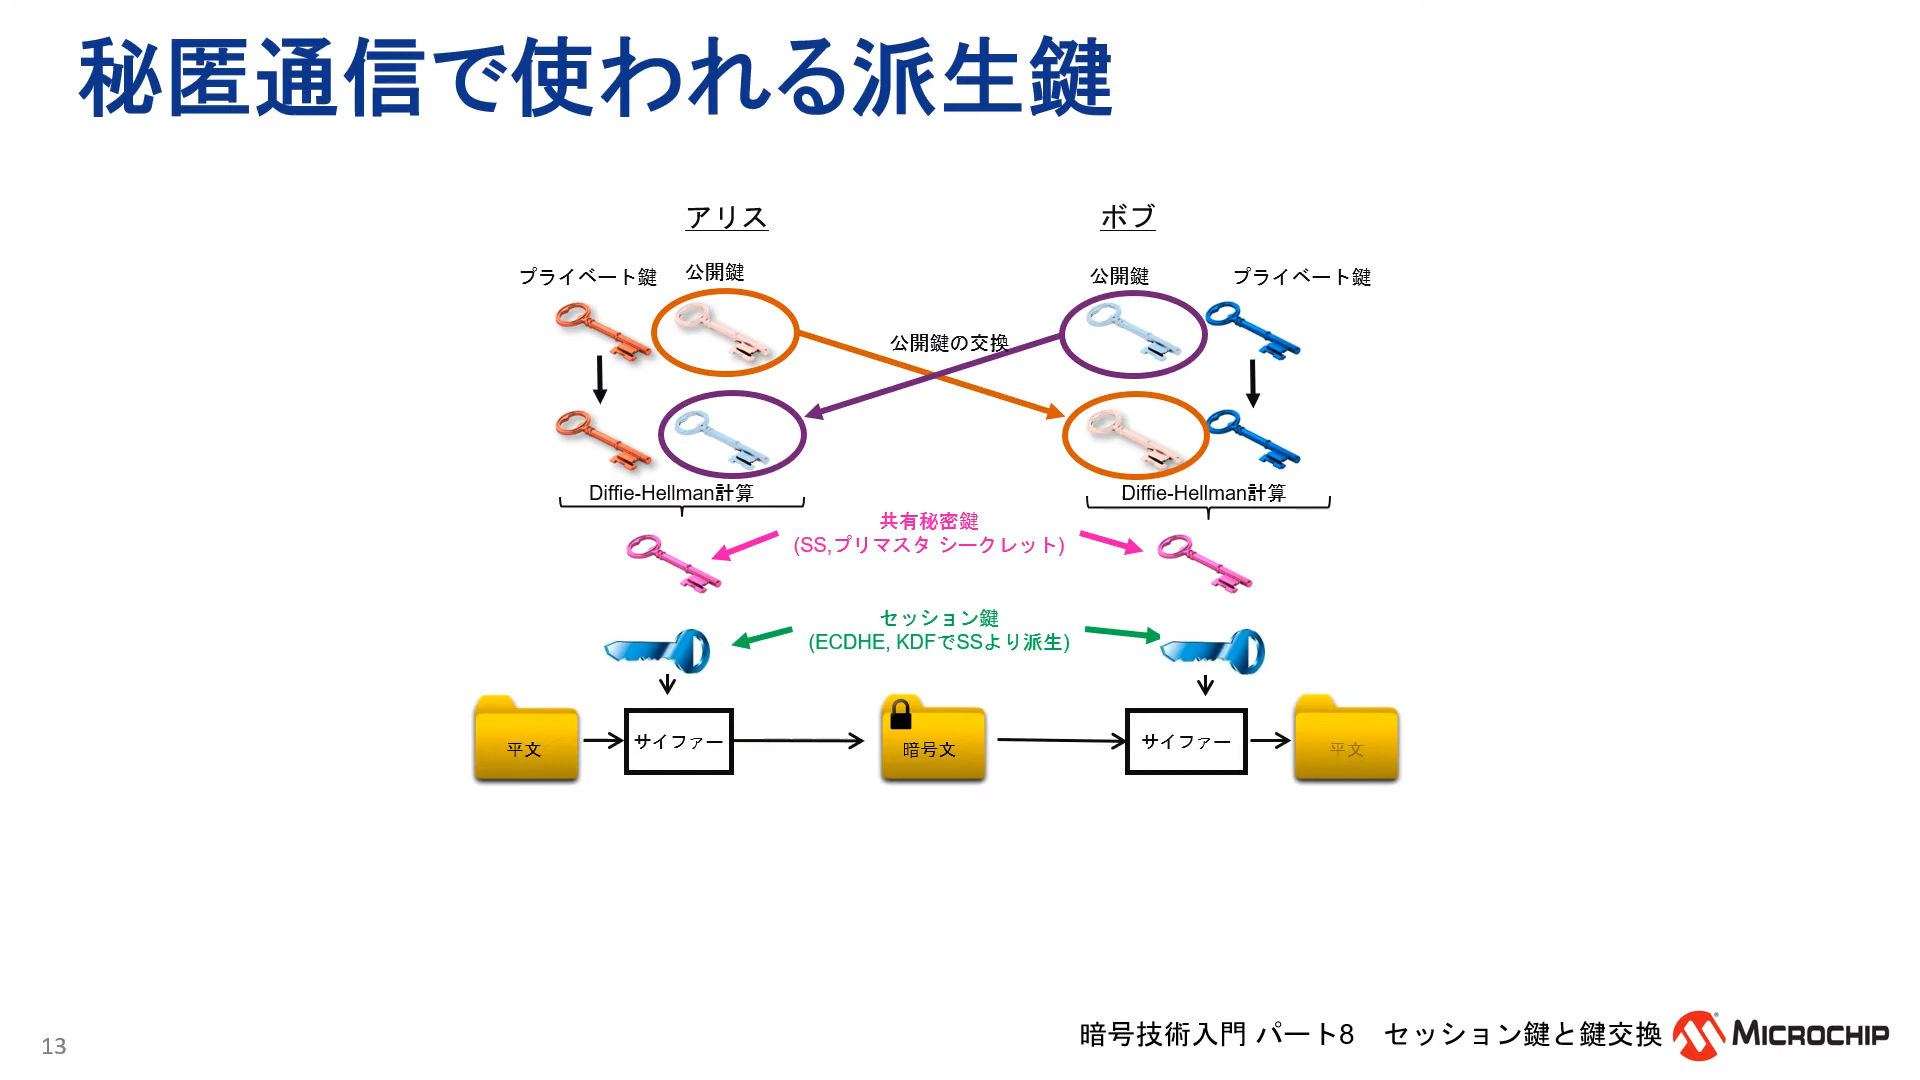 秘匿通信で使われる派生鍵
アリス
ボブ
プライベート鍵
公開鍵
公開鍵
プライベート鍵
公開鍵の交換
Diffie-Hellman計算
Diffie-Hellman計算
共有秘密鍵
(SS,プリマスタ シークレット)
セッション鍵
(ECDHE, KDFでSSより派生)
平文
サイファー
暗号文
サイファー
平文
13
暗号技術入門 パート8　セッション鍵と鍵交換
MICROCHIP